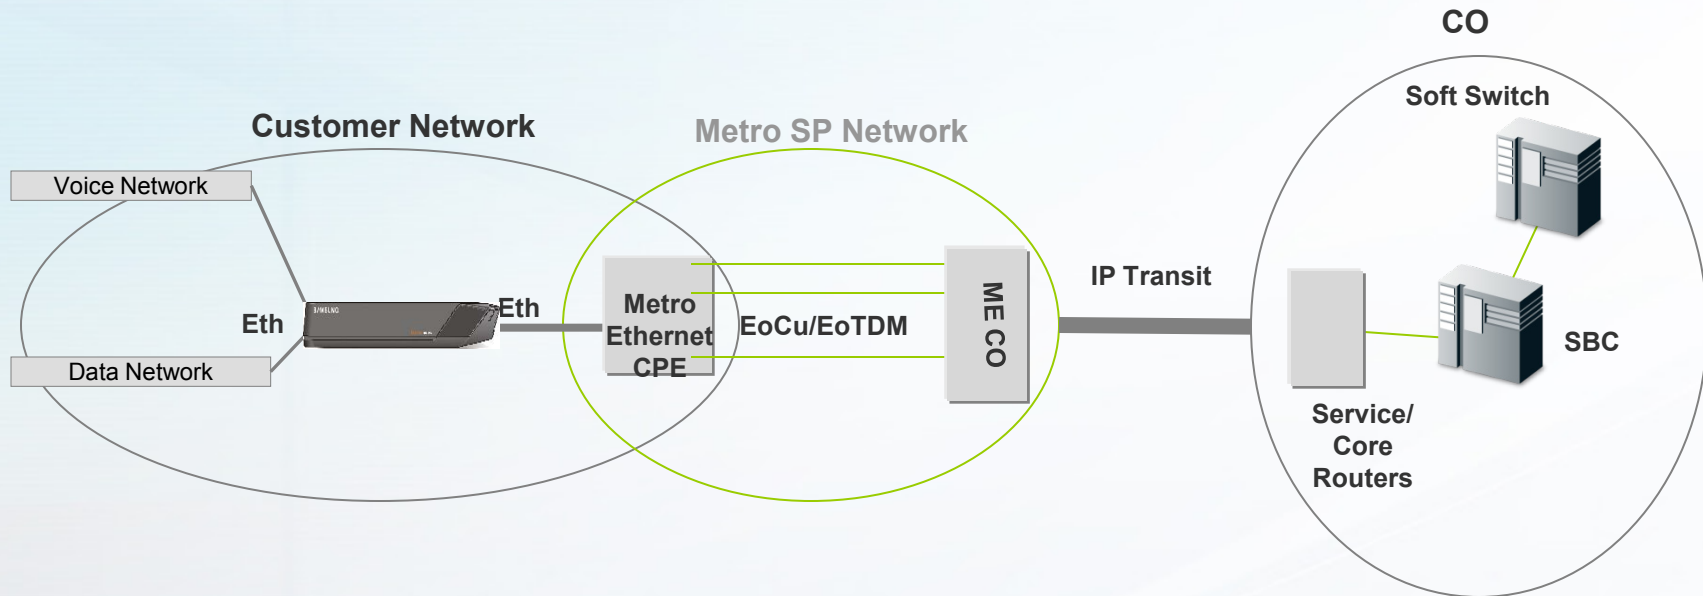 CO
Soft Switch
Customer Network
Metro SP Network
Voice Network
IP Transit
SAMSUNG
Eth
Eth
Metro
Ethernet
CPE
EoCu/EoTDM
ME CO
SBC
Data Network
Service/
Core
Routers